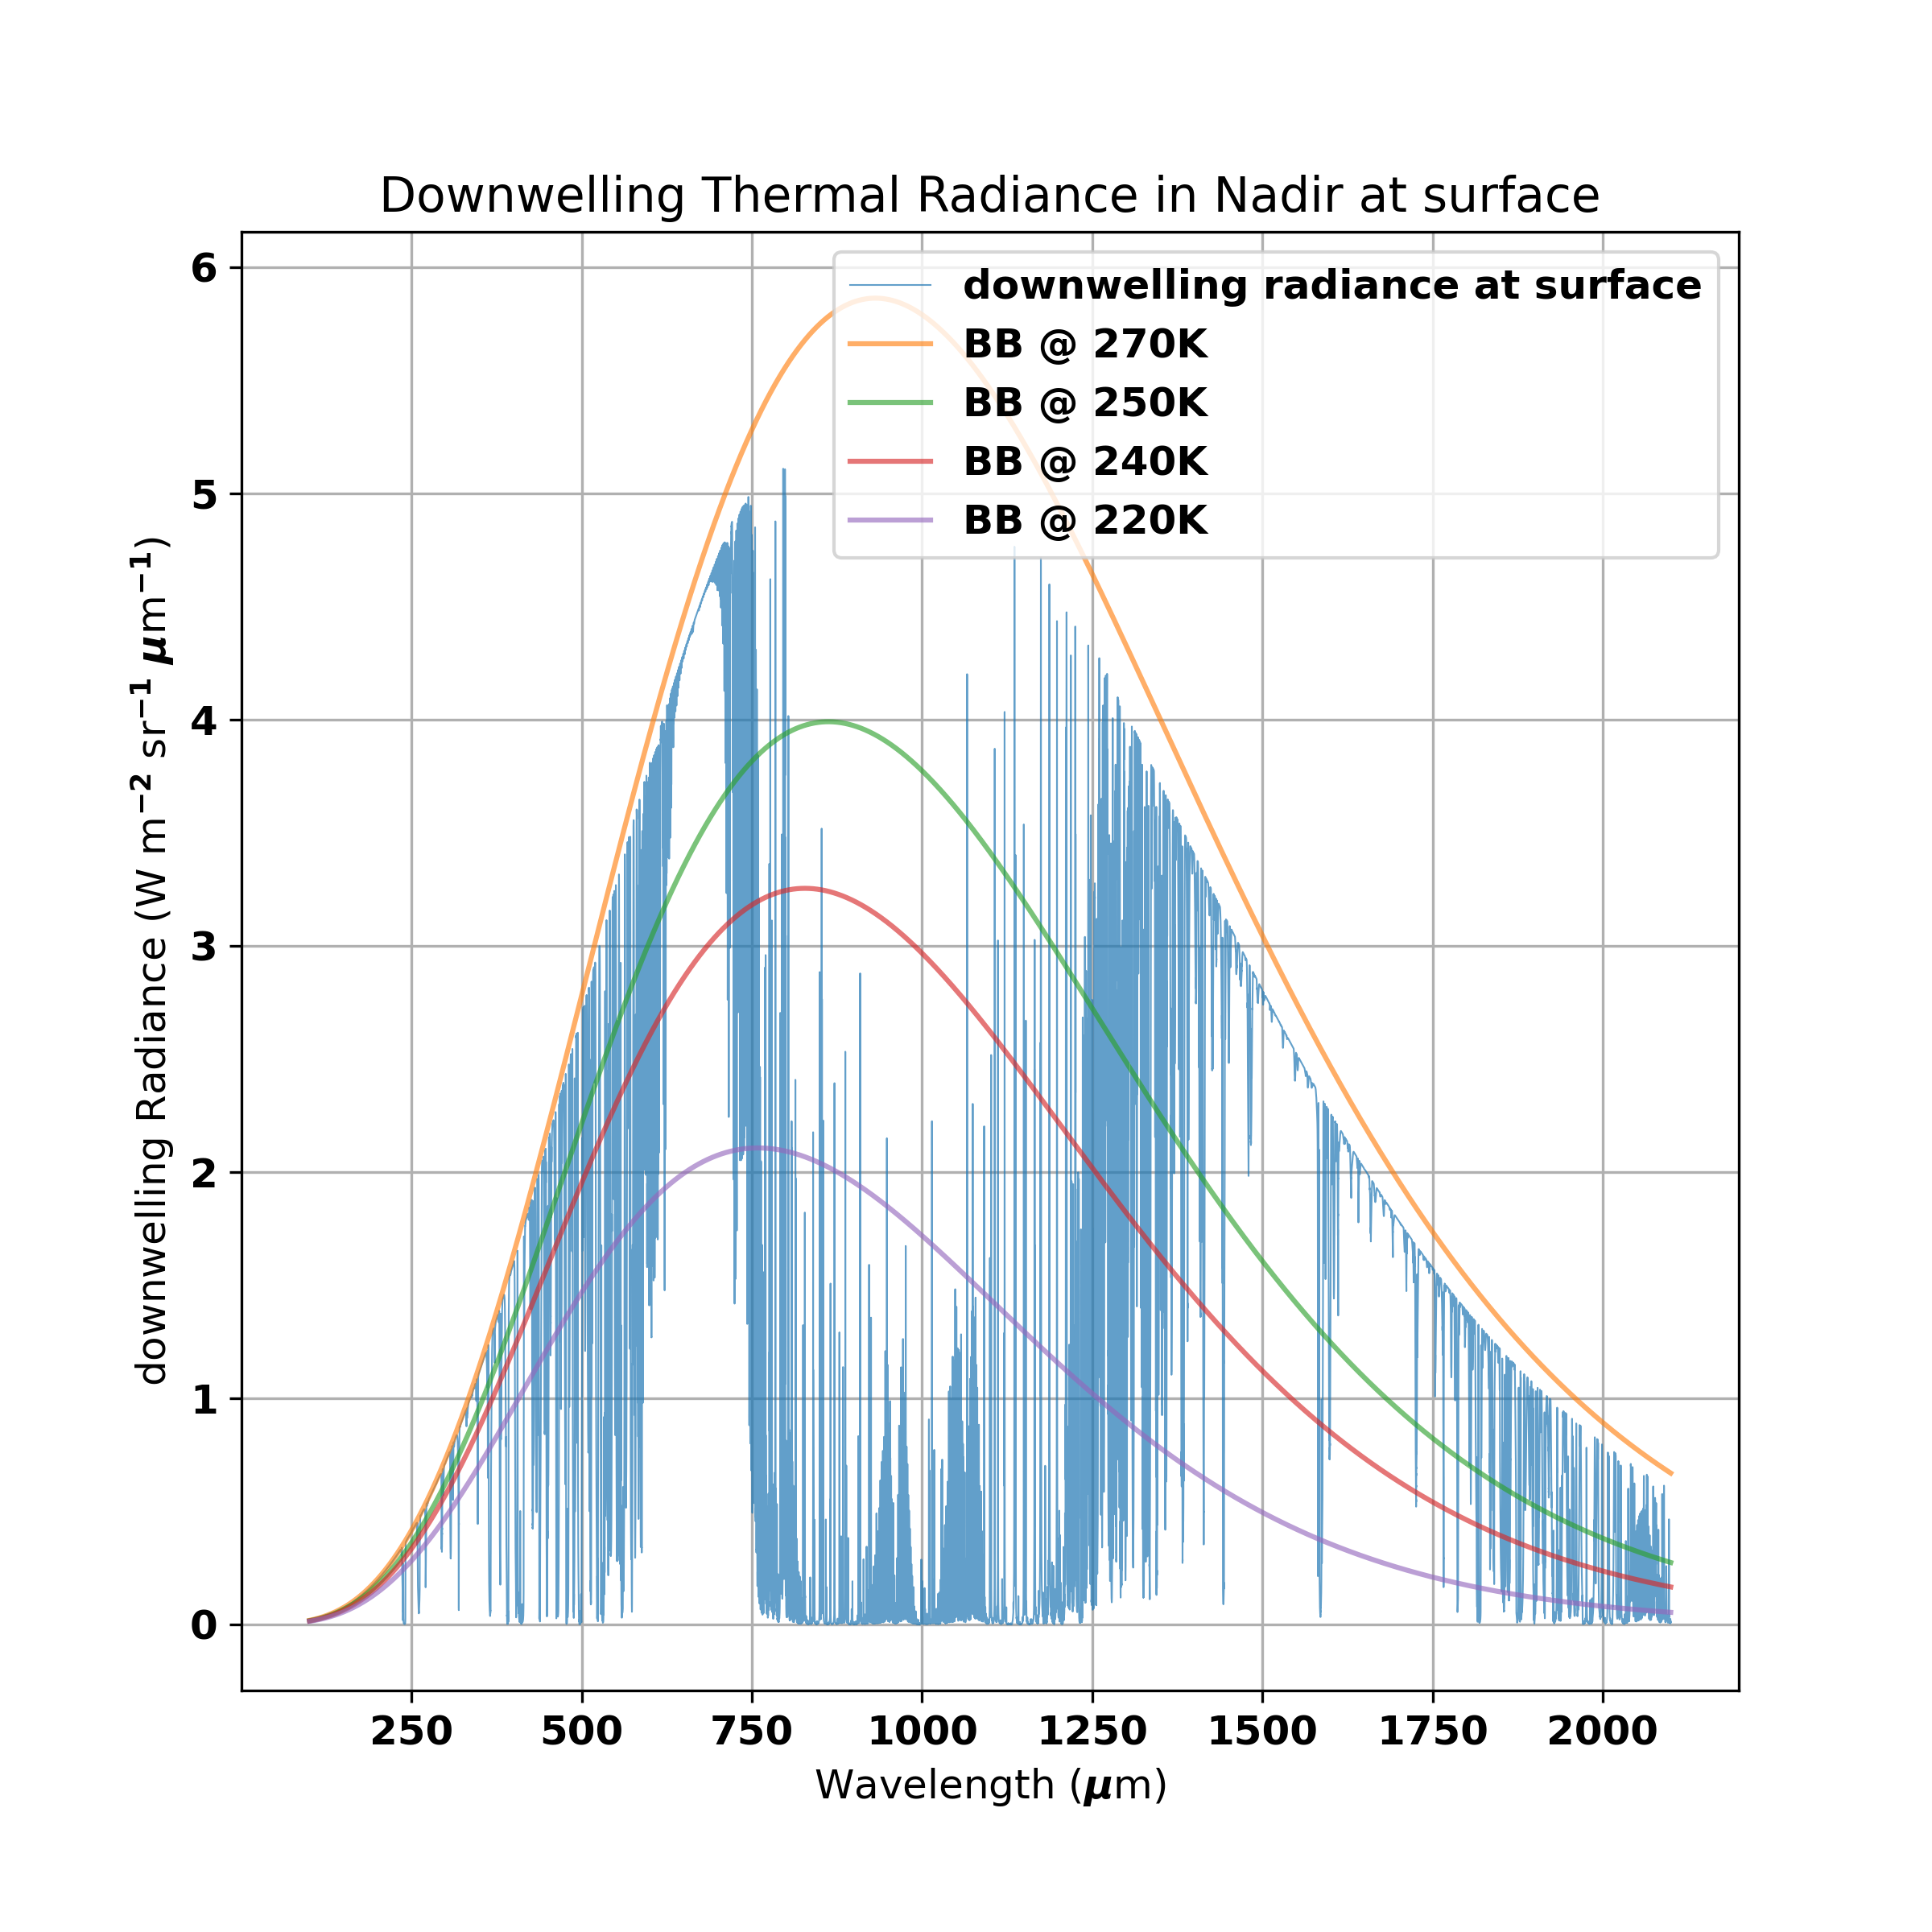 Downwelling Thermal Radiance in Nadir at surface
downwelling radiance at surface
BB @ 270K
BB @ 250K
BB @ 240K
BB @ 220K
downwelling Radiance (W m⁻² sr⁻¹ μm⁻¹)
6
5
4
3
2
1
0
250 500 750 1000 1250 1500 1750 2000
Wavelength (μm)